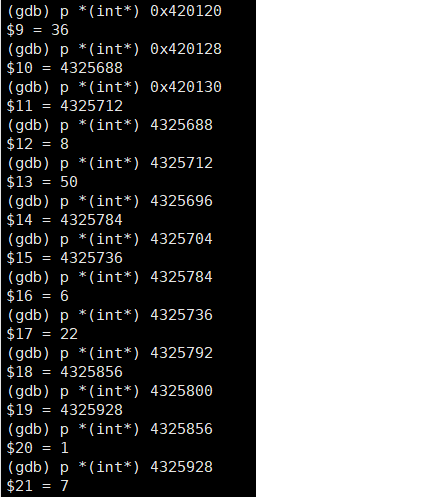 (gdb) p *(int*) 0x420120
$9 = 36
(gdb) p *(int*) 0x420128
$10 = 4325688
(gdb) p *(int*) 0x420130
$11 = 4325712
(gdb) p *(int*) 4325688
$12 = 8
(gdb) p *(int*) 4325712
$13 = 50
(gdb) p *(int*) 4325696
$14 = 4325784
(gdb) p *(int*) 4325704
$15 = 4325736
(gdb) p *(int*) 4325784
$16 = 6
(gdb) p *(int*) 4325736
$17 = 22
(gdb) p *(int*) 4325792
$18 = 4325856
(gdb) p *(int*) 4325800
$19 = 4325928
(gdb) p *(int*) 4325856
$20 = 1
(gdb) p *(int*) 4325928
$21 = 7